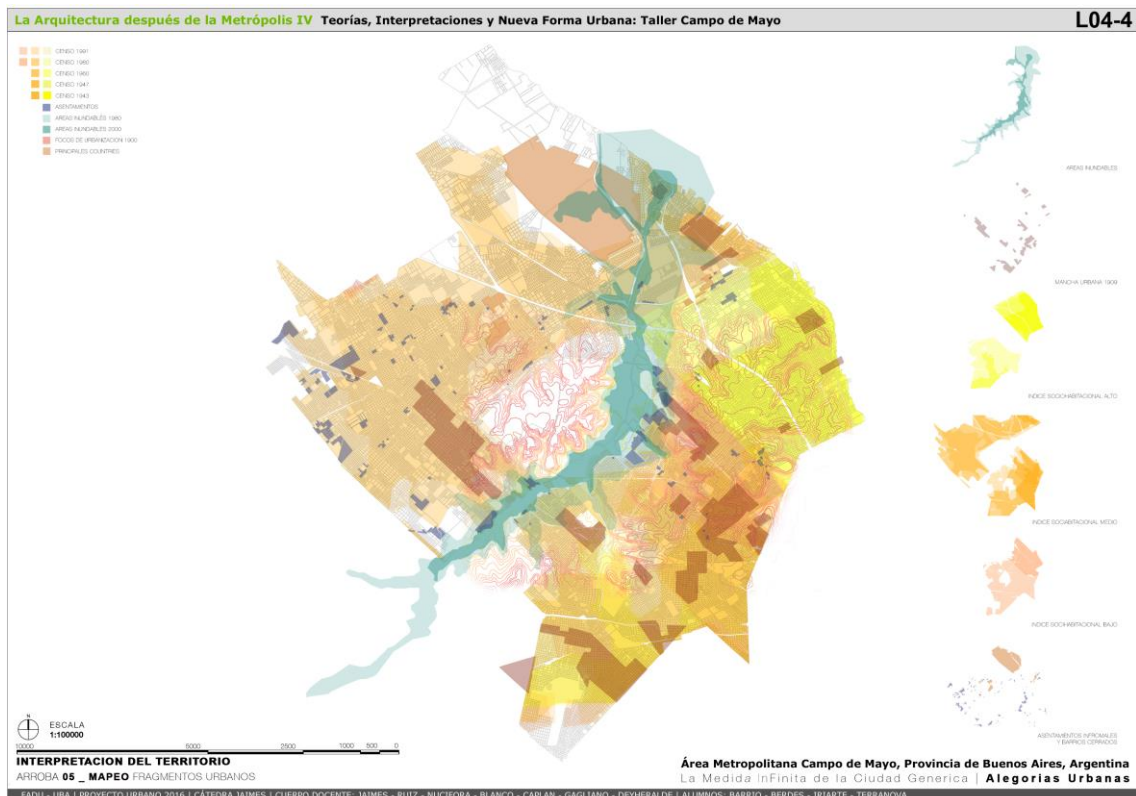 La Arquitectura después de la Metrópolis IV Teorías, Interpretaciones y Nueva Forma Urbana: Taller Campo de Mayo
L04-4
CENSO 1991
CENSO 1980
CENSO 1960
CENSO 1947
CENSO 1943
ASENTAMIENTOS
AREAS INUNDABLES 1980
AREAS INUNDABLES 2000
FOCOS DE URBANIZACION 1900
PRINCIPALES COUNTRIES
AREAS INUNDABLES
MANCHA URBANA 1909
INDICE SOCIOHABITACIONAL ALTO
INDICE SOCIABITACIONAL MEDIO
INDICE SOCIOHABITACIONAL BAJO
ASENTAMIENTOS INFROMALES
Y BARRIOS CERRADOS
N
ESCALA
1:100000
10000 5000 2500 1000 500 0
INTERPRETACION DEL TERRITORIO
ARROBA 05 _ MAPEO FRAGMENTOS URBANOS
Área Metropolitana Campo de Mayo, Provincia de Buenos Aires, Argentina
La Medida InFinita de la Ciudad Generica | Alegorias Urbanas
FADU - UBA | PROYECTO URBANO 2016 | CÁTEDRA JAIMES | CUERPO DOCENTE: JAIMES - RUIZ - NUCIFORA - BLANCO - CAPLAN - GAGLIANO - DEYHERALDE | ALUMNOS: BARRIO - BERDES - IRIARTE - TERRANOVA